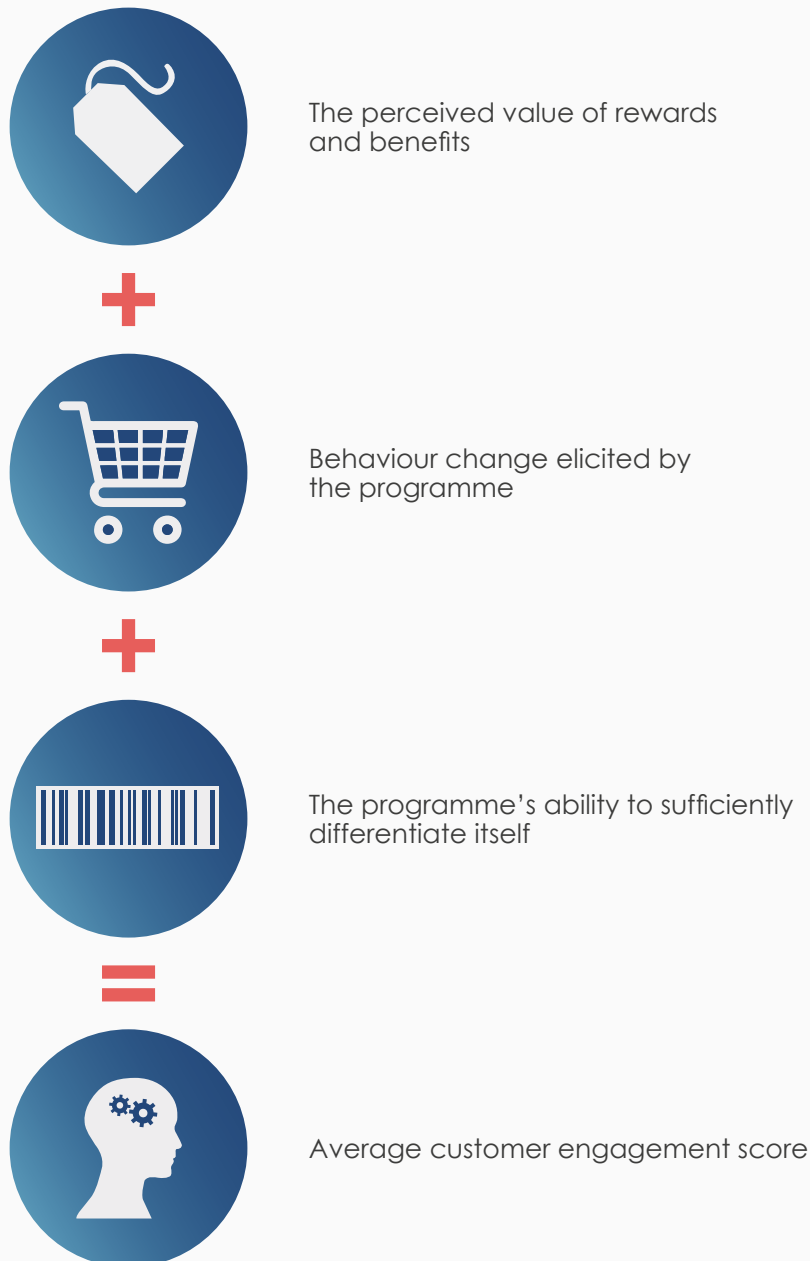 The perceived value of rewards
and benefits
Behaviour change elicited by
the programme
The programme’s ability to sufficiently
differentiate itself
Average customer engagement score